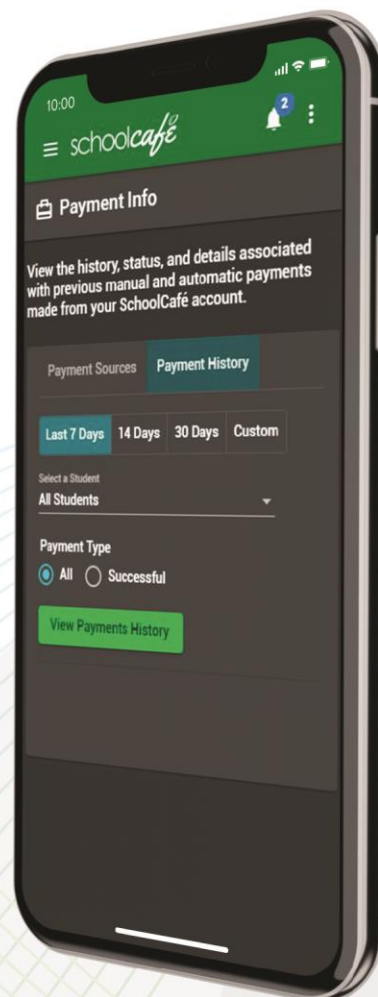 10:00
2
schoolcafé
Payment Info
View the history, status, and details associated
with previous manual and automatic payments
made from your SchoolCafé account.
Payment Sources Payment History
Last 7 Days 14 Days 30 Days Custom
Select a Student
All Students
Payment Type
All Successful
View Payments History